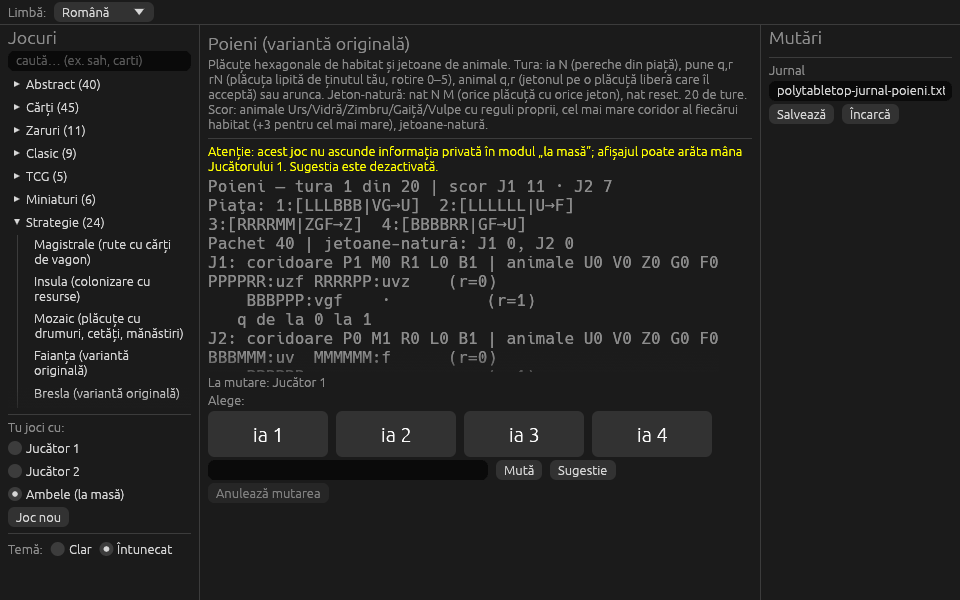 Limbă:
Română
Jocuri
caută... (ex. sah, carti)
Abstract (40)
Cărți (45)
Zaruri (11)
Clasic (9)
TCG (5)
Miniaturi (6)
Strategie (24)
Magistrale (rute cu cărți
de vagon)
Insula (colonizare cu
resurse)
Mozaic (plăcuțe cu
drumuri, cetăți, mănăstiri)
Faianța (variantă
originală)
Bresla (variantă originală)
Tu joci cu:
Jucător 1
Jucător 2
Ambele (la masă)
Joc nou
Temă:
Clar
Întunecat
Poieni (variantă originală)
Plăcuțe hexagonale de habitat și jetoane de animale. Tura: ia N (pereche din piață), pune q,r
rN (plăcuța lipită de ținutul tău, rotire 0–5), animal q,r (jetonul pe o plăcuță liberă care îl
acceptă) sau arunca. Jeton-natură: nat N M (orice plăcuță cu orice jeton), nat reset. 20 de ture.
Scor: animale Urs/Vidră/Zimbru/Gaiță/Vulpe cu reguli proprii, cel mai mare coridor al fiecărui
habitat (+3 pentru cel mai mare), jetoane-natură.
Atenție: acest joc nu ascunde informația privată în modul „la masă”; afișajul poate arăta mâna
Jucătorului 1. Sugestia este dezactivată.
Poieni — tura 1 din 20 | scor J1 11 · J2 7
Piața: 1:[LLLBBB|VG→U]  2:[LLLLLL|U→F]
3:[RRRRMM|ZGF→Z]  4:[BBBBRR|GF→U]
Pachet 40 | jetoane-natură: J1 0, J2 0
J1: coridoare P1 M0 R1 L0 B1 | animale U0 V0 Z0 G0 F0
PPPPRR:uzf RRRRPP:uvz    (r=0)
BBBPPP:vgf    ·          (r=1)
q de la 0 la 1
J2: coridoare P0 M1 R0 L0 B1 | animale U0 V0 Z0 G0 F0
BBBMMM:uv  MMMMMM:f      (r=0)
La mutare: Jucător 1
Alege:
ia 1
ia 2
ia 3
ia 4
Mută
Sugestie
Anulează mutarea
Mutări
Jurnal
polytabletop-jurnal-poieni.txt
Salvează
Încarcă